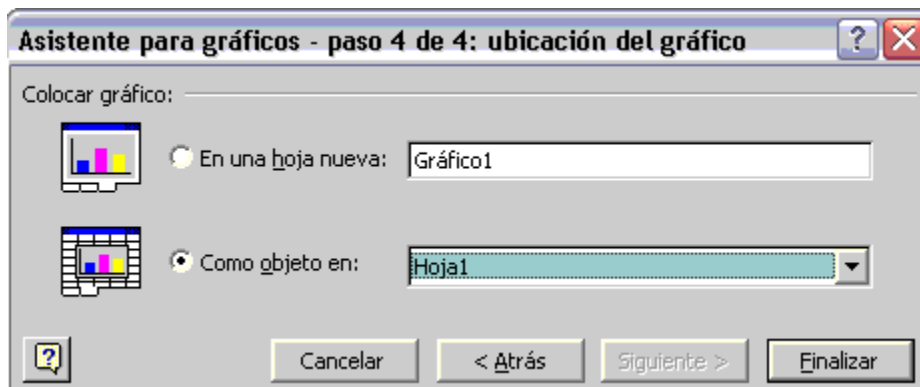 Asistente para gráficos - paso 4 de 4: ubicación del gráfico
Colocar gráfico:
En una hoja nueva: Gráfico1
Como objeto en: Hoja1
Cancelar < Atrás Siguiente > Finalizar